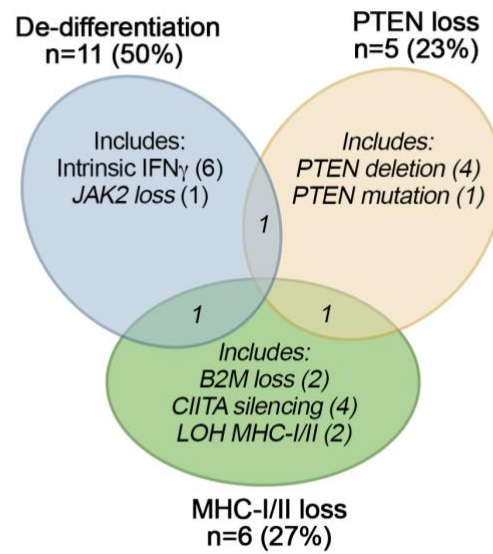 De-differentiation
n=11 (50%)
PTEN loss
n=5 (23%)
Includes:
Intrinsic IFNγ (6)
JAK2 loss (1)
Includes:
PTEN deletion (4)
PTEN mutation (1)
1
1
1
Includes:
B2M loss (2)
CIITA silencing (4)
LOH MHC-I/II (2)
MHC-I/II loss
n=6 (27%)